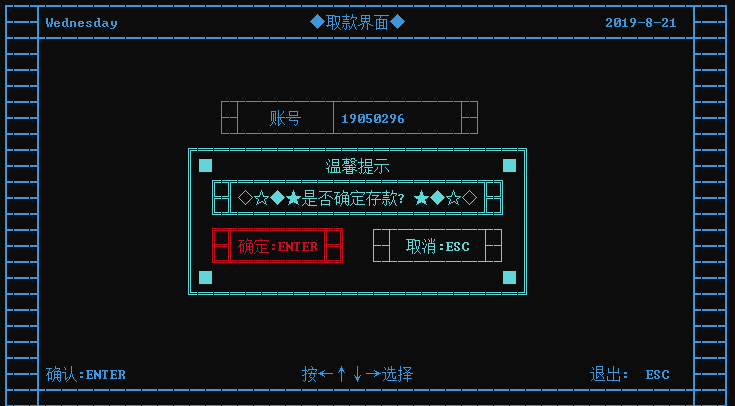 Wednesday ◆取款界面◆ 2019-8-21
账号 19050296
温馨提示
◇☆◆★是否确定存款? ★◆☆◇
确定:ENTER 取消:ESC
确认:ENTER 按←↑↓→选择 退出: ESC